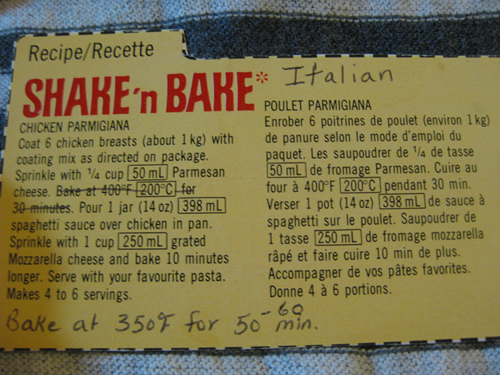 Recipe/Recette
SHAKE 'n BAKE* Italian
CHICKEN PARMIGIANA
Coat 6 chicken breasts (about 1 kg) with
coating mix as directed on package.
Sprinkle with 1/4 cup 50 mL Parmesan
cheese. Bake at 400°F 200°C for
30 minutes. Pour 1 jar (14 oz) 398 mL
spaghetti sauce over chicken in pan.
Sprinkle with 1 cup 250 mL grated
Mozzarella cheese and bake 10 minutes
longer. Serve with your favourite pasta.
Makes 4 to 6 servings.
POULET PARMIGIANA
Enrober 6 poitrines de poulet (environ 1 kg)
de panure selon le mode d'emploi du
paquet. Les saupoudrer de 1/4 de tasse
50 mL de fromage Parmesan. Cuire au
four à 400°F 200°C pendant 30 min.
Verser 1 pot (14 oz) 398 mL de sauce à
spaghetti sur le poulet. Saupoudrer de
1 tasse 250 mL de fromage mozzarella
râpé et faire cuire 10 min de plus.
Accompagner de vos pâtes favorites.
Donne 4 à 6 portions.
Bake at 350°F for 50-60 min.